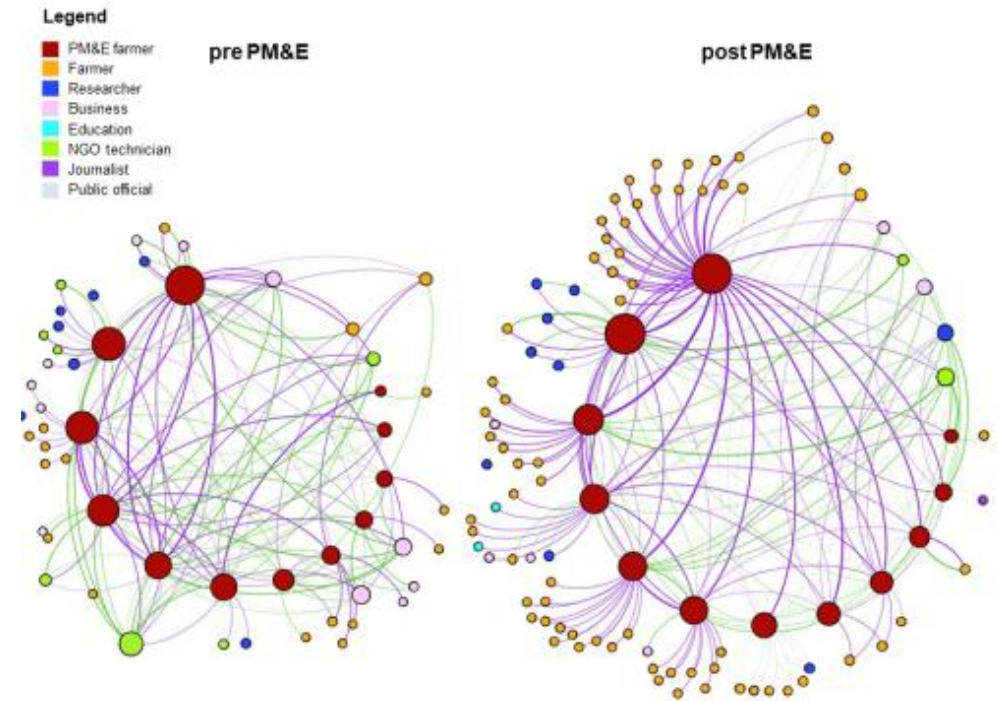 Legend
PM&E farmer
Farmer
Researcher
Business
Education
NGO technician
Journalist
Public official
pre PM&E
post PM&E